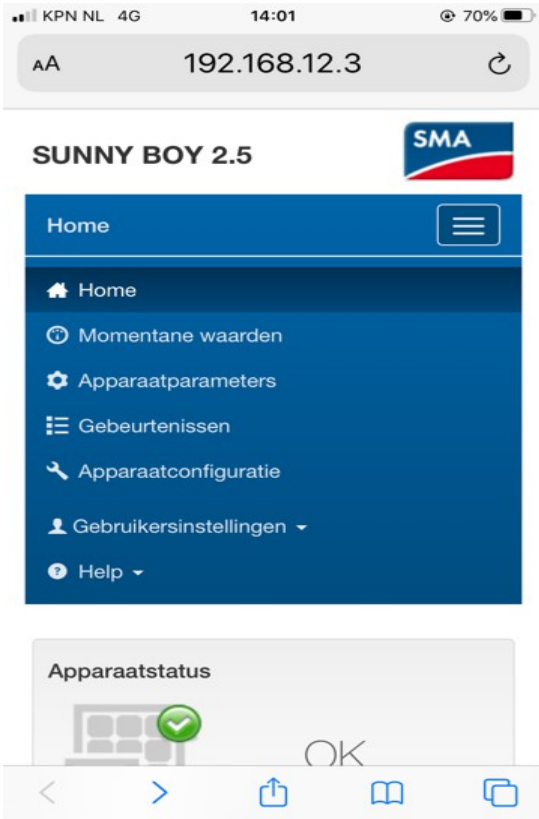 KPN NL 4G 14:01 70%
AA 192.168.12.3
SUNNY BOY 2.5
SMA
Home
Home
Momentane waarden
Apparaatparameters
Gebeurtenissen
Apparaatconfiguratie
Gebruikersinstellingen
Help
Apparaatstatus
OK